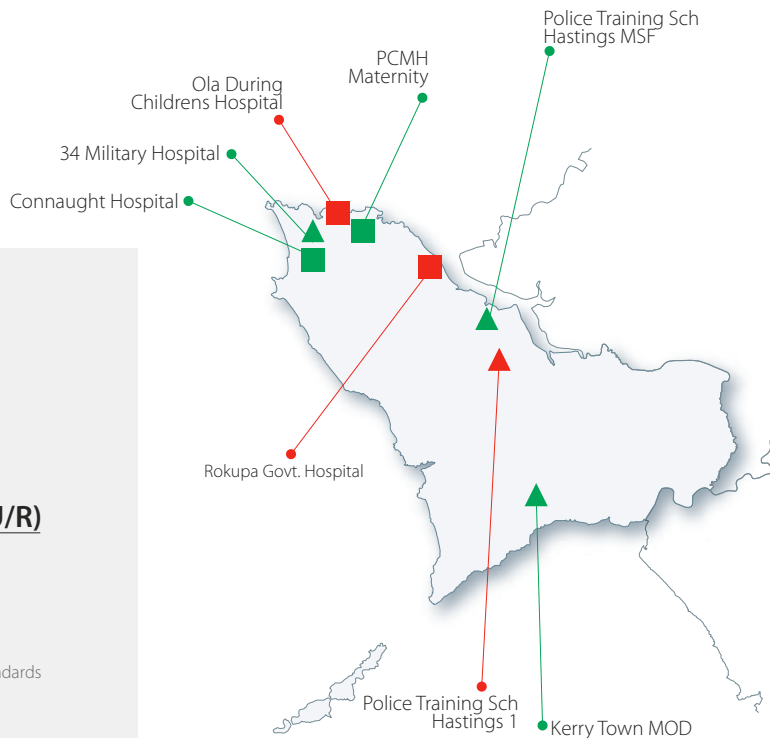 Police Training Sch
Hastings MSF
PCMH
Maternity
Ola During
Childrens Hospital
34 Military Hospital
Connaught Hospital
Rokupa Govt. Hospital
/R)
ndards
Police Training Sch
Hastings 1
Kerry Town MOD